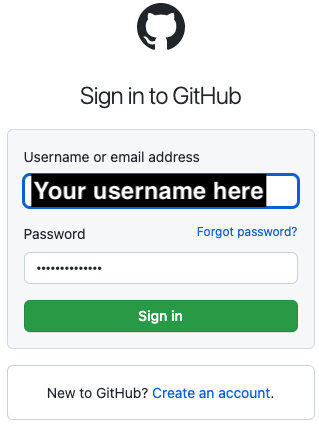 Sign in to GitHub
Username or email address
Your username here
Password Forgot password?
••••••••••••••
Sign in
New to GitHub? Create an account.